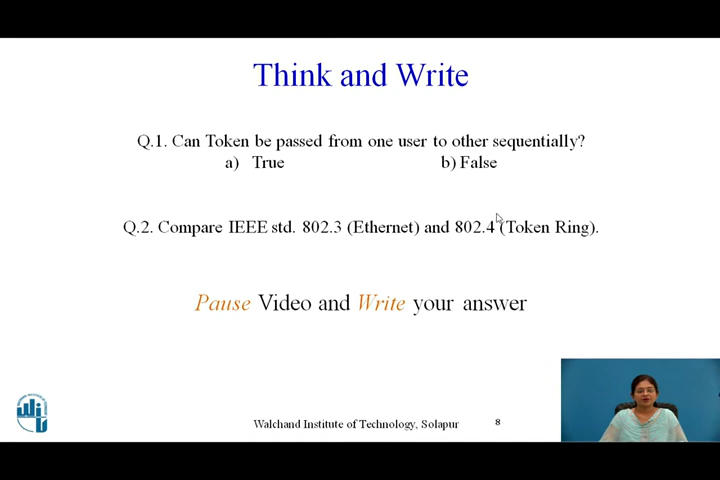 Think and Write
Q.1. Can Token be passed from one user to other sequentially?
a) True b) False
Q.2. Compare IEEE std. 802.3 (Ethernet) and 802.4 (Token Ring).
Pause Video and Write your answer
Walchand Institute of Technology, Solapur 8